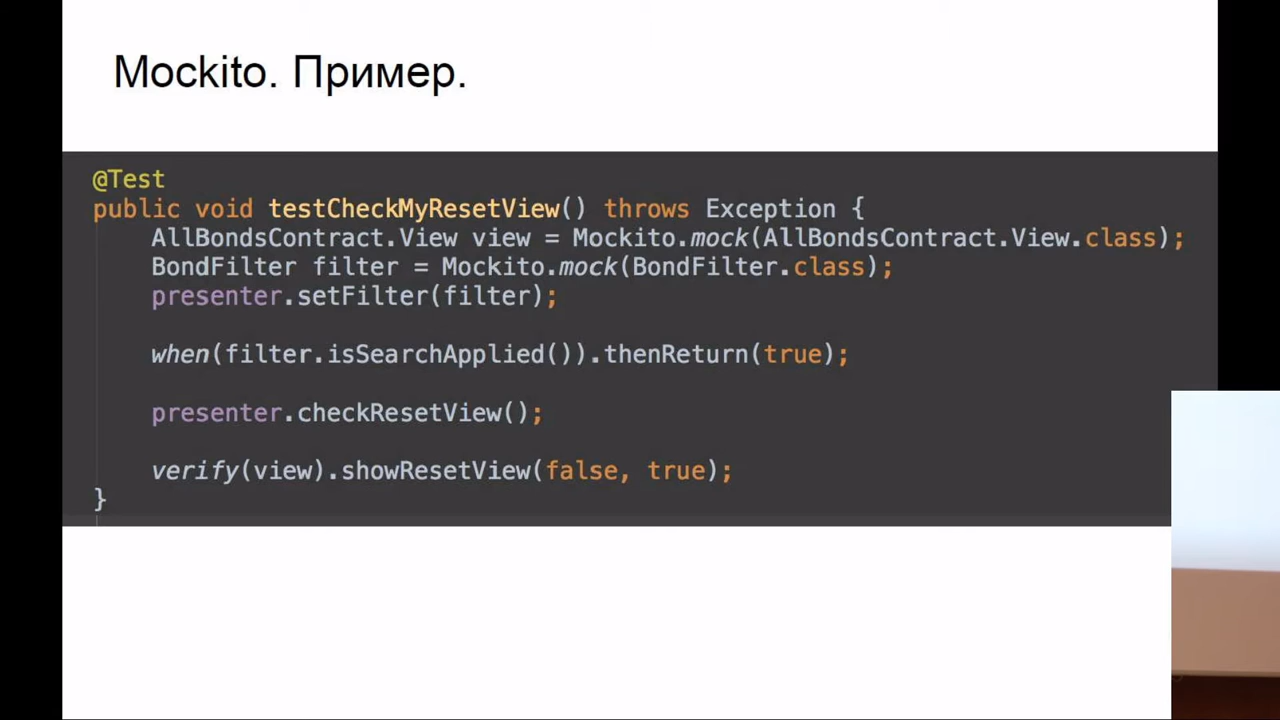 Mockito. Пример.
@Test
public void testCheckMyResetView() throws Exception {
AllBondsContract.View view = Mockito.mock(AllBondsContract.View.class);
BondFilter filter = Mockito.mock(BondFilter.class);
presenter.setFilter(filter);
when(filter.isSearchApplied()).thenReturn(true);
presenter.checkResetView();
verify(view).showResetView(false, true);
}